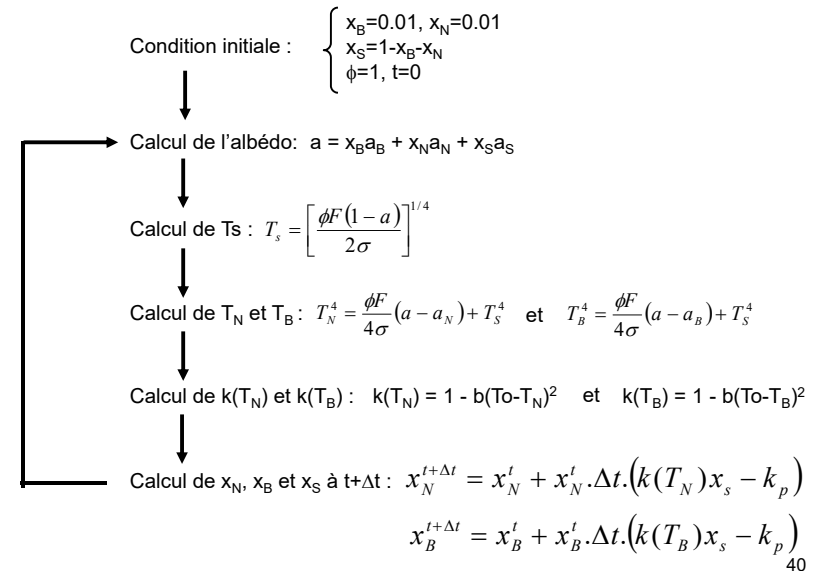 Condition initiale :
x_B=0.01, x_N=0.01
x_S=1-x_B-x_N
ϕ=1, t=0
Calcul de l'albédo: a = x_Ba_B + x_Na_N + x_Sa_S
Calcul de Ts : T_s = [ϕF(1 − a) / 2σ]^{1/4}
Calcul de T_N et T_B : T_N^4 = ϕF/4σ (a − a_N) + T_S^4 et T_B^4 = ϕF/4σ (a − a_B) + T_S^4
Calcul de k(T_N) et k(T_B) : k(T_N) = 1 - b(To-T_N)^2 et k(T_B) = 1 - b(To-T_B)^2
Calcul de x_N, x_B et x_S à t+Δt : x_N^{t+Δt} = x_N^t + x_N^t.Δt.(k(T_N)x_s − k_p)
x_B^{t+Δt} = x_B^t + x_B^t.Δt.(k(T_B)x_s − k_p)
40